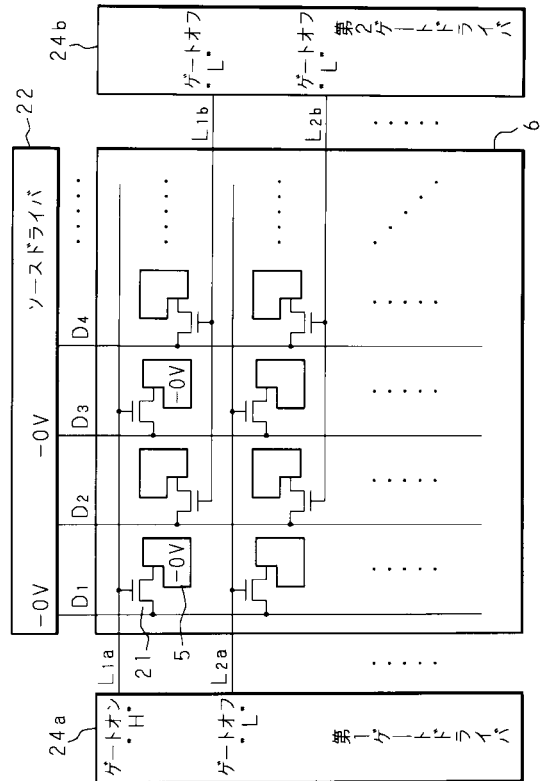 22
ソースドライバ
-0V
-0V
D1
D2
D3
D4
24a
ゲートオン
"H"
ゲートオフ
"L"
第1ゲートドライバ
L1a
L2a
21
5
-0V
-0V
L1b
L2b
24b
ゲートオフ
"L"
ゲートオフ
"L"
第2ゲートドライバ
6